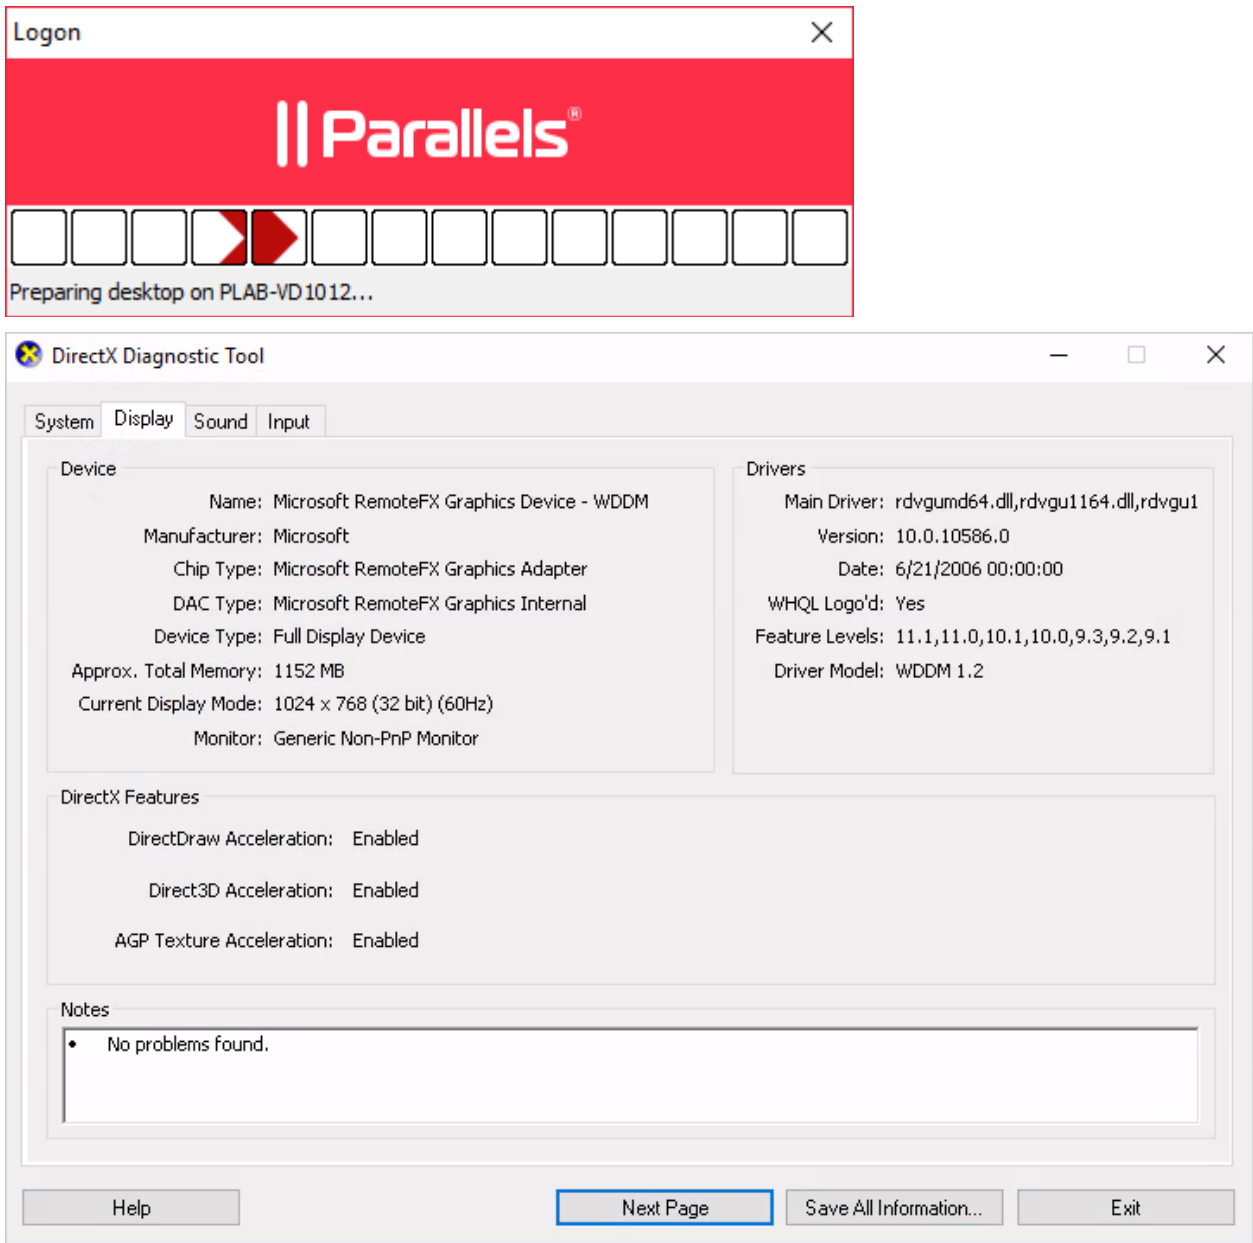 Logon
Parallels®
Preparing desktop on PLAB-VD1012...
DirectX Diagnostic Tool
System Display Sound Input
Device
Name: Microsoft RemoteFX Graphics Device - WDDM
Manufacturer: Microsoft
Chip Type: Microsoft RemoteFX Graphics Adapter
DAC Type: Microsoft RemoteFX Graphics Internal
Device Type: Full Display Device
Approx. Total Memory: 1152 MB
Current Display Mode: 1024 x 768 (32 bit) (60Hz)
Monitor: Generic Non-PnP Monitor
Drivers
Main Driver: rdvgumd64.dll,rdvgu1164.dll,rdvgu1
Version: 10.0.10586.0
Date: 6/21/2006 00:00:00
WHQL Logo'd: Yes
Feature Levels: 11.1,11.0,10.1,10.0,9.3,9.2,9.1
Driver Model: WDDM 1.2
DirectX Features
DirectDraw Acceleration: Enabled
Direct3D Acceleration: Enabled
AGP Texture Acceleration: Enabled
Notes
• No problems found.
Help Next Page Save All Information... Exit